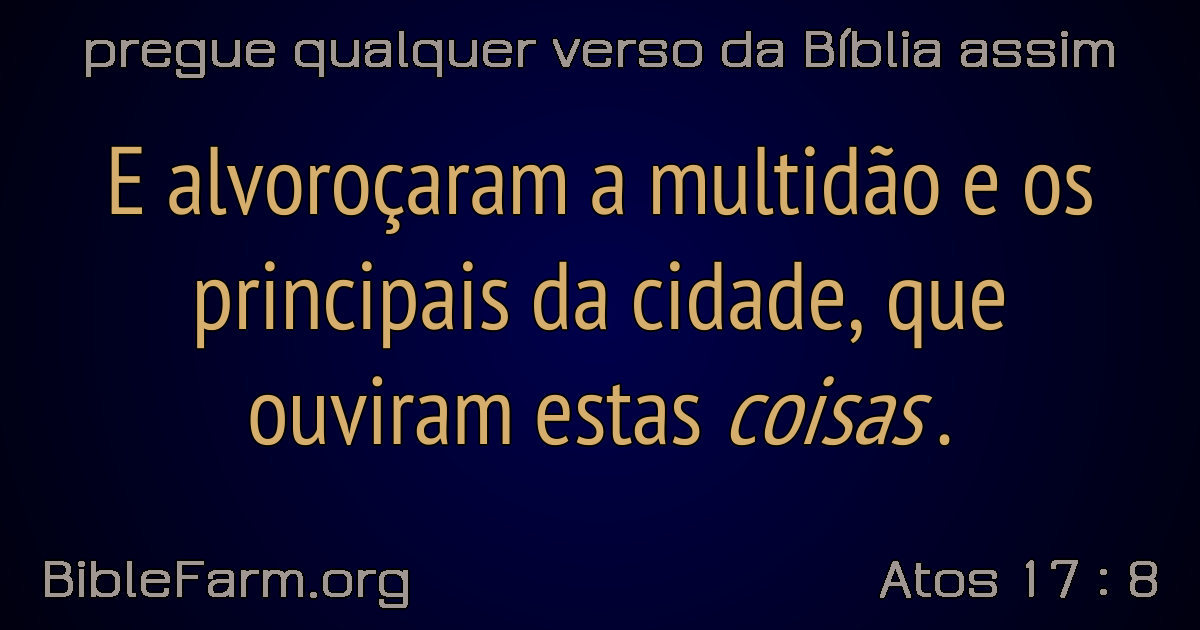 pregue qualquer verso da Bíblia assim
E alvoroçaram a multidão e os
principais da cidade, que
ouviram estas coisas .
BibleFarm.org
Atos 17 : 8